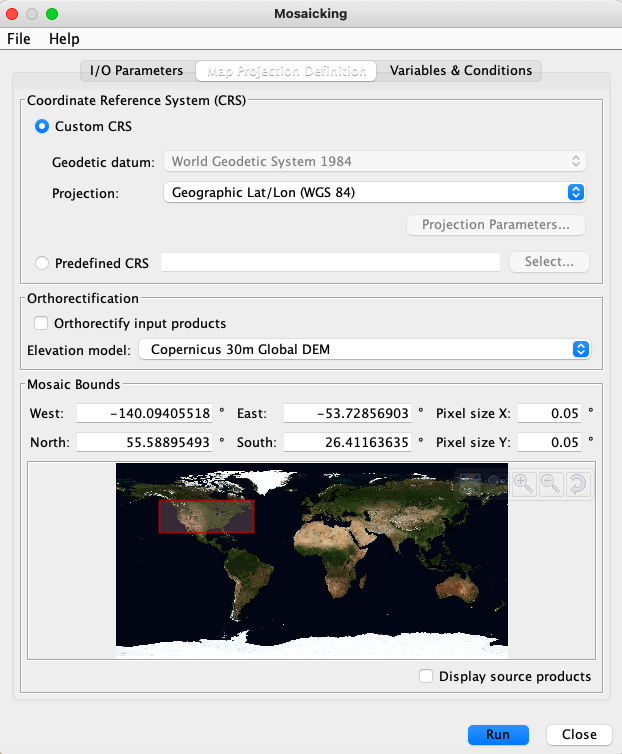 Mosaicking
File Help
I/O Parameters Map Projection Definition Variables & Conditions
Coordinate Reference System (CRS)
Custom CRS
Geodetic datum: World Geodetic System 1984
Projection: Geographic Lat/Lon (WGS 84)
Projection Parameters...
Predefined CRS Select...
Orthorectification
Orthorectify input products
Elevation model: Copernicus 30m Global DEM
Mosaic Bounds
West: -140.09405518 ° East: -53.72856903 ° Pixel size X: 0.05 °
North: 55.58895493 ° South: 26.41163635 ° Pixel size Y: 0.05 °
Display source products
Run Close